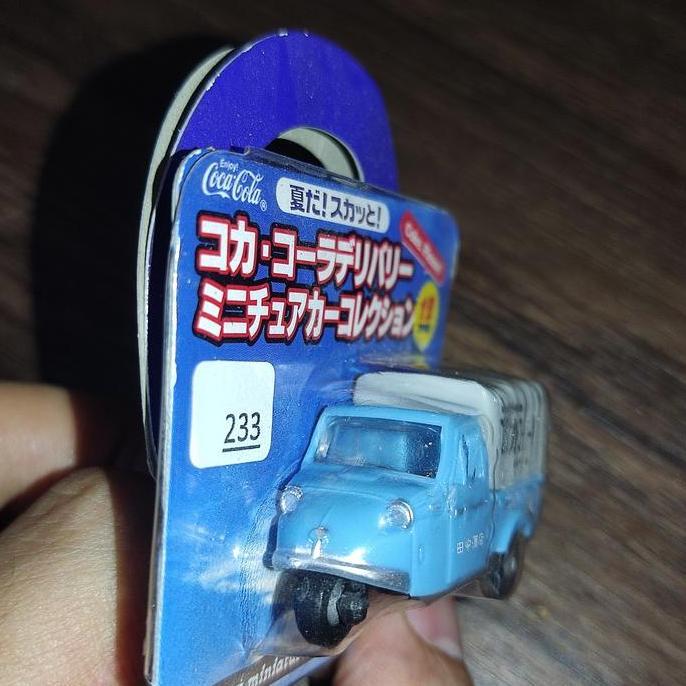 Enjoy!
Coca-Cola®
夏だ!スカッと!
コカ・コーラデリバリー
ミニチュアカーコレクション
233